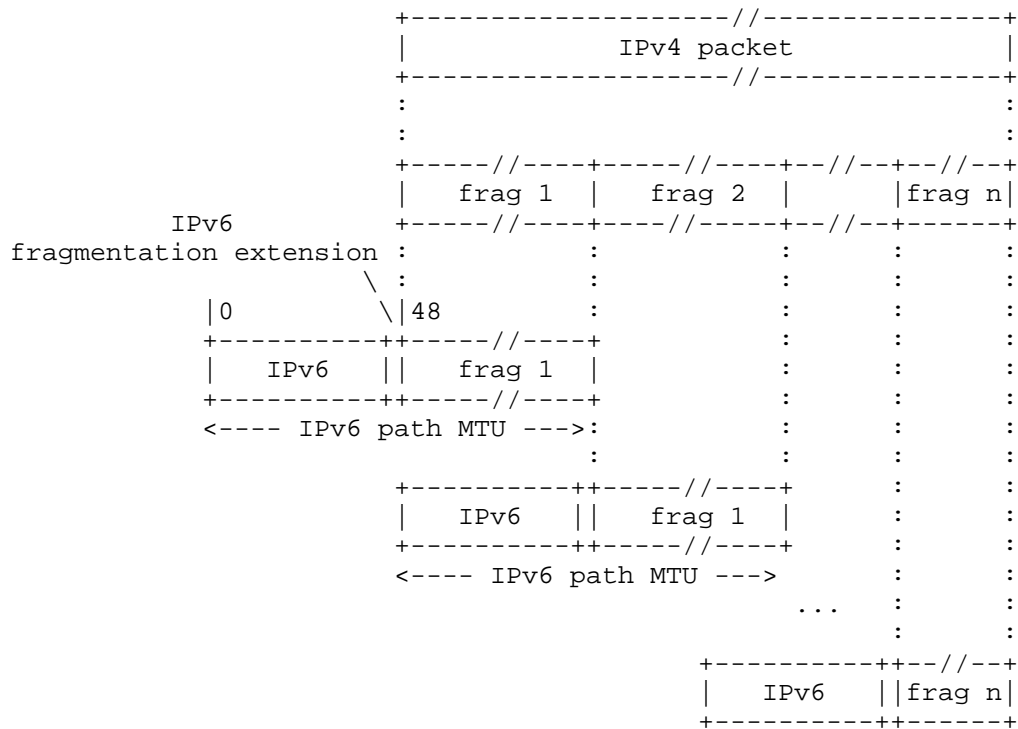 IPv4 packet
frag 1 frag 2 frag n
IPv6
fragmentation extension
0 48
IPv6 frag 1
<---- IPv6 path MTU --->
IPv6 frag 1
<---- IPv6 path MTU --->
...
IPv6 frag n